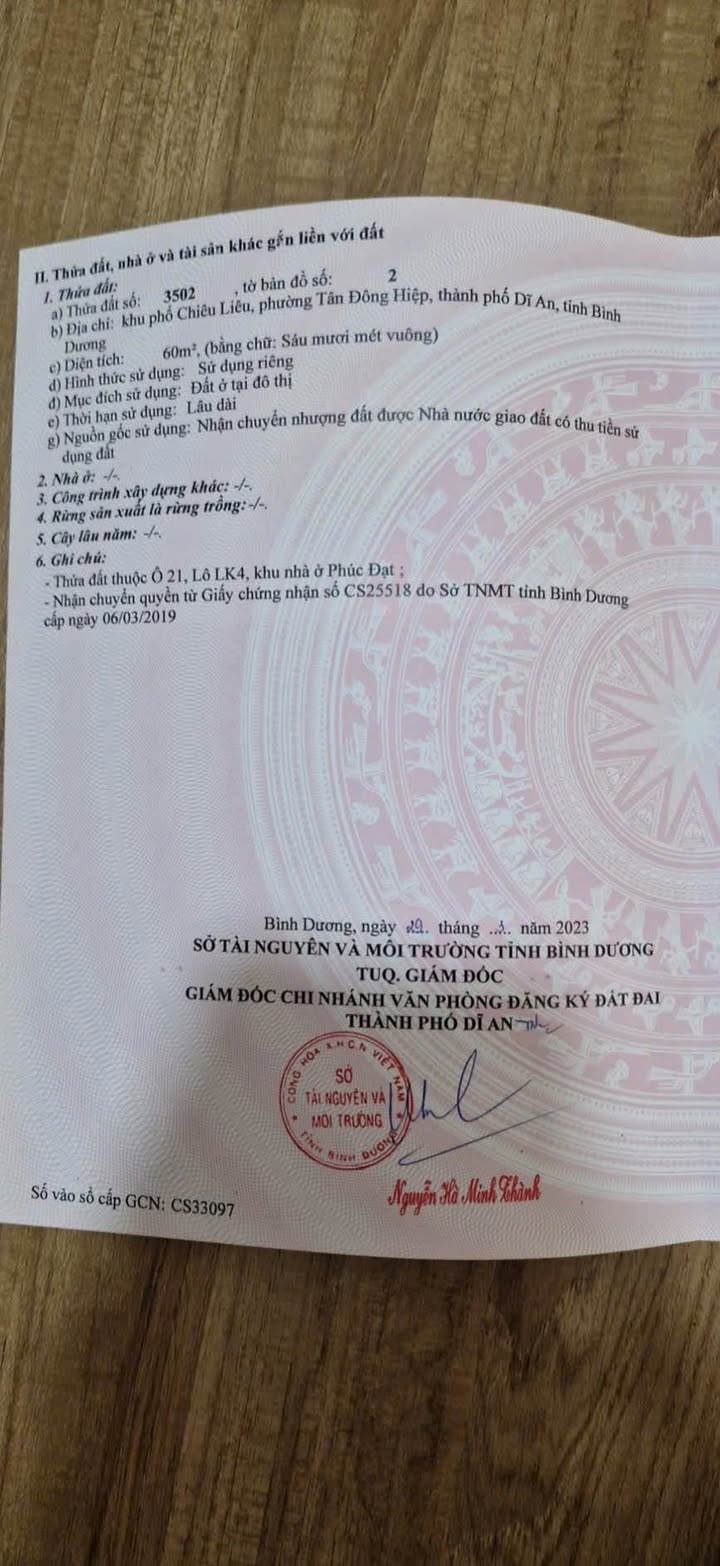 II. Thửa đất, nhà ở và tài sản khác gắn liền với đất
1. Thửa đất:
a) Thửa đất số: 3502 , tờ bản đồ số: 2
b) Địa chỉ: khu phố Chiêu Liêu, phường Tân Đông Hiệp, thành phố Dĩ An, tỉnh Bình
Dương
c) Diện tích: 60m², (bằng chữ: Sáu mươi mét vuông)
d) Hình thức sử dụng: Sử dụng riêng
đ) Mục đích sử dụng: Đất ở tại đô thị
e) Thời hạn sử dụng: Lâu dài
g) Nguồn gốc sử dụng: Nhận chuyển nhượng đất được Nhà nước giao đất có thu tiền sử
dụng đất
2. Nhà ở: -/-.
3. Công trình xây dựng khác: -/-.
4. Rừng sản xuất là rừng trồng: -/-.
5. Cây lâu năm: -/-.
6. Ghi chú:
- Thửa đất thuộc Ô 21, Lô LK4, khu nhà ở Phúc Đạt ;
- Nhận chuyển quyền từ Giấy chứng nhận số CS25518 do Sở TNMT tỉnh Bình Dương
cấp ngày 06/03/2019
Bình Dương, ngày tháng năm 2023
SỞ TÀI NGUYÊN VÀ MÔI TRƯỜNG TỈNH BÌNH DƯƠNG
TUQ. GIÁM ĐỐC
GIÁM ĐỐC CHI NHÁNH VĂN PHÒNG ĐĂNG KÝ ĐẤT ĐAI
THÀNH PHỐ DĨ AN
CỘNG HÒA X.H.C.N VIỆT NAM
SỞ
TÀI NGUYÊN VÀ
MÔI TRƯỜNG
TỈNH BÌNH DƯƠNG
Nguyễn Hà Minh Thành
Số vào sổ cấp GCN: CS33097